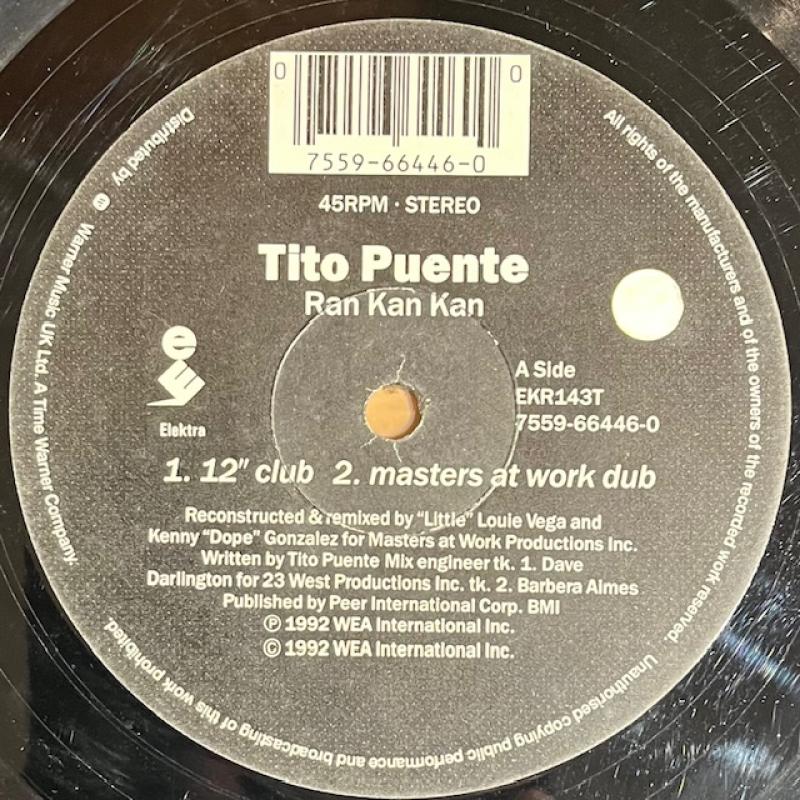 0 0
7559-66446-0
45RPM · STEREO
Tito Puente
Ran Kan Kan
Elektra
A Side
EKR143T
7559-66446-0
1. 12" club 2. masters at work dub
Reconstructed & remixed by "Little" Louie Vega and
Kenny "Dope" Gonzalez for Masters at Work Productions Inc.
Written by Tito Puente Mix engineer tk. 1. Dave
Darlington for 23 West Productions Inc. tk. 2. Barbera Aimes
Published by Peer International Corp. BMI
℗ 1992 WEA International Inc.
© 1992 WEA International Inc.
All rights of the manufacturers and of the owners of the recorded work reserved. Unauthorised copying public performance and broadcasting of this work prohibited.
Distributed by e Warner Music UK Ltd. A Time Warner Company.